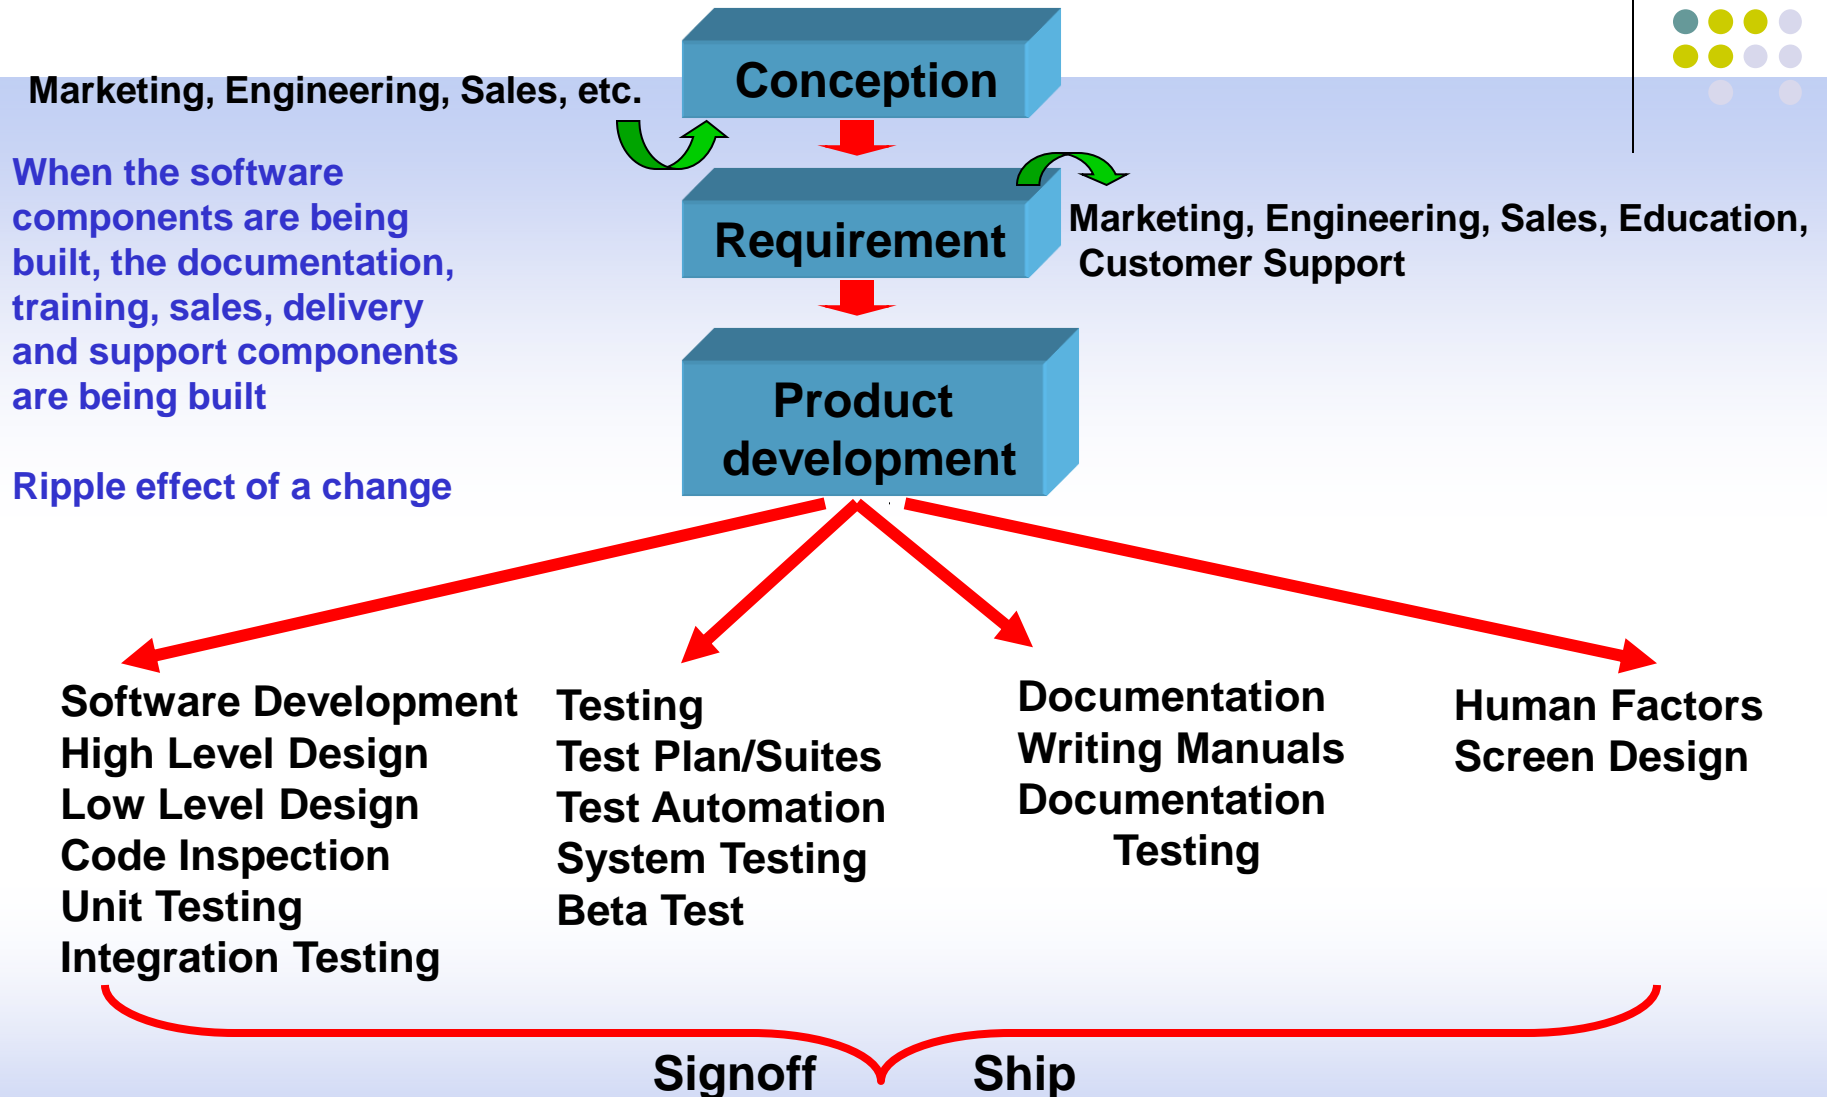 Conception
Marketing, Engineering, Sales, etc.
When the software
components are being
built, the documentation,
training, sales, delivery
and support components
are being built
Ripple effect of a change
Requirement
Marketing, Engineering, Sales, Education,
Customer Support
Product
development
Software Development
High Level Design
Low Level Design
Code Inspection
Unit Testing
Integration Testing
Testing
Test Plan/Suites
Test Automation
System Testing
Beta Test
Documentation
Writing Manuals
Documentation
Testing
Human Factors
Screen Design
Signoff
Ship